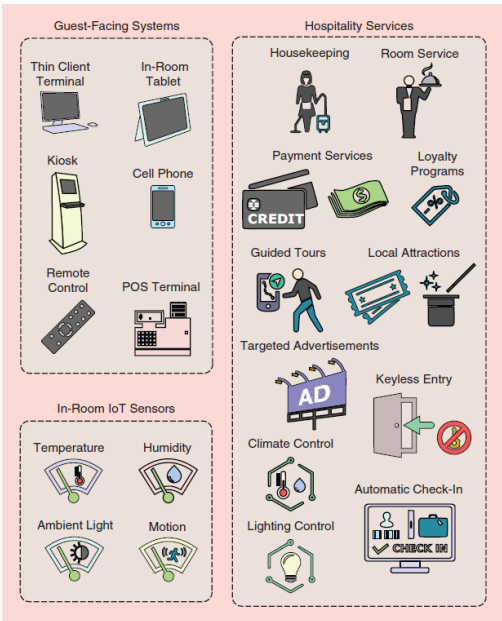 Guest-Facing Systems
Thin Client
Terminal
In-Room
Tablet
Kiosk
Cell Phone
Remote
Control
POS Terminal
In-Room IoT Sensors
Temperature
Humidity
Ambient Light
Motion
Hospitality Services
Housekeeping
Room Service
Payment Services
Loyalty
Programs
CREDIT
$
%
Guided Tours
Local Attractions
Targeted Advertisements
AD
Keyless Entry
Climate Control
Automatic Check-In
Lighting Control
CHECK IN